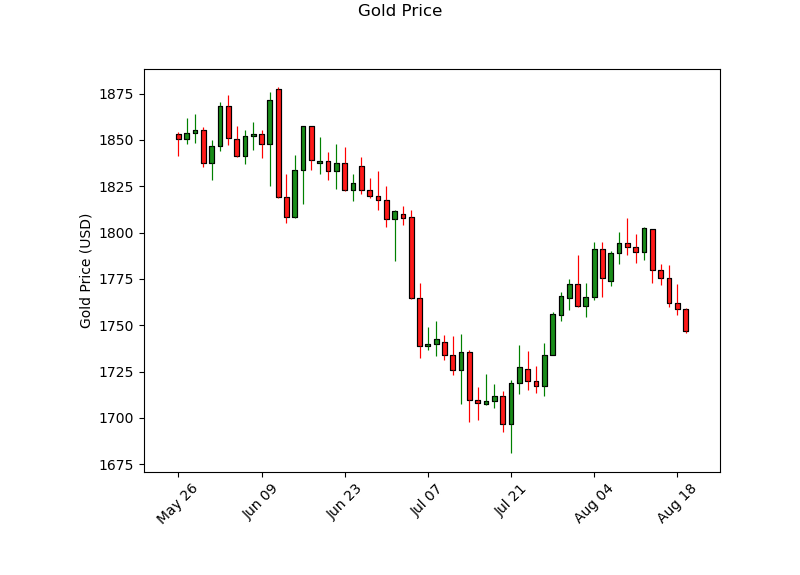 Gold Price
Gold Price (USD)
1875
1850
1825
1800
1775
1750
1725
1700
1675
May 26
Jun 09
Jun 23
Jul 07
Jul 21
Aug 04
Aug 18